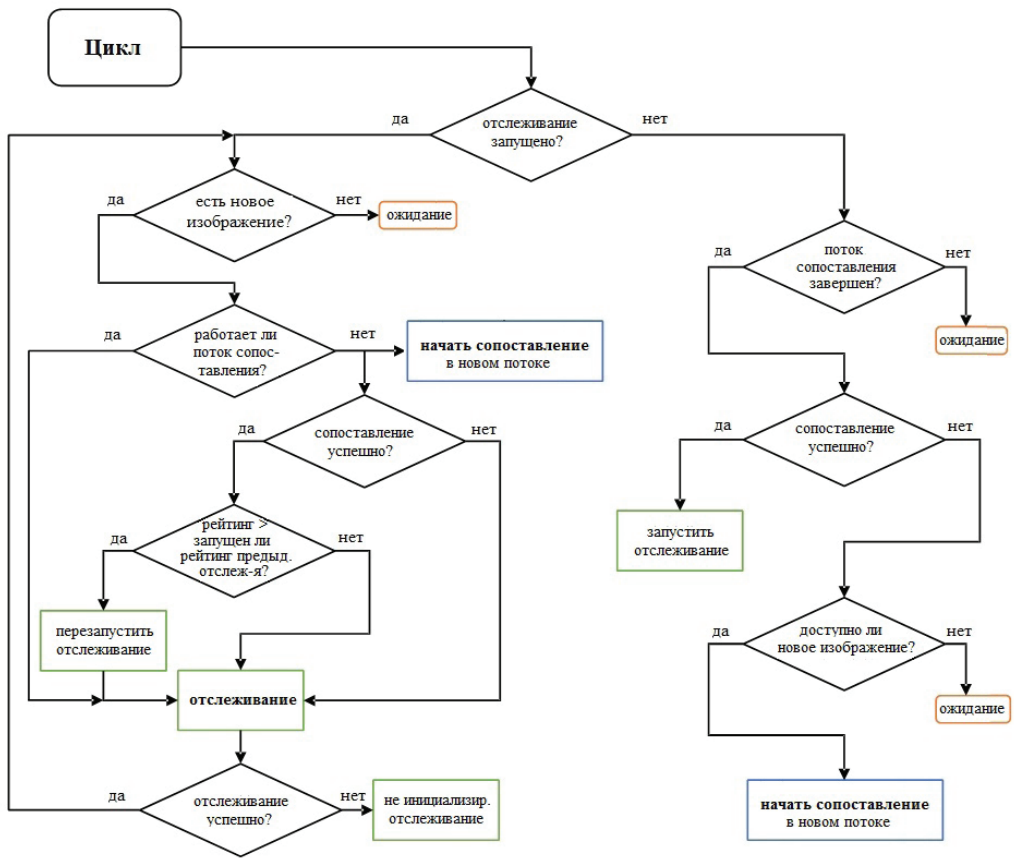 Цикл
отслеживание
запущено?
да
нет
есть новое
изображение?
да
нет
ожидание
поток
сопоставления
завершен?
да
нет
ожидание
работает ли
поток сопос-
тавления?
да
нет
начать сопоставление
в новом потоке
сопоставление
успешно?
да
нет
сопоставление
успешно?
да
нет
запустить
отслеживание
рейтинг >
запущен ли
рейтинг предыд.
отслеж-я?
да
нет
перезапустить
отслеживание
доступно ли
новое изображение?
да
нет
ожидание
отслеживание
отслеживание
успешно?
да
нет
не инициализир.
отслеживание
начать сопоставление
в новом потоке